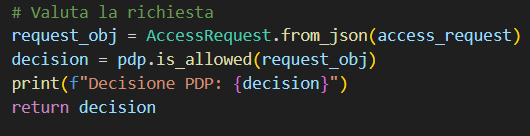 # Valuta la richiesta
request_obj = AccessRequest.from_json(access_request)
decision = pdp.is_allowed(request_obj)
print(f"Decisione PDP: {decision}")
return decision